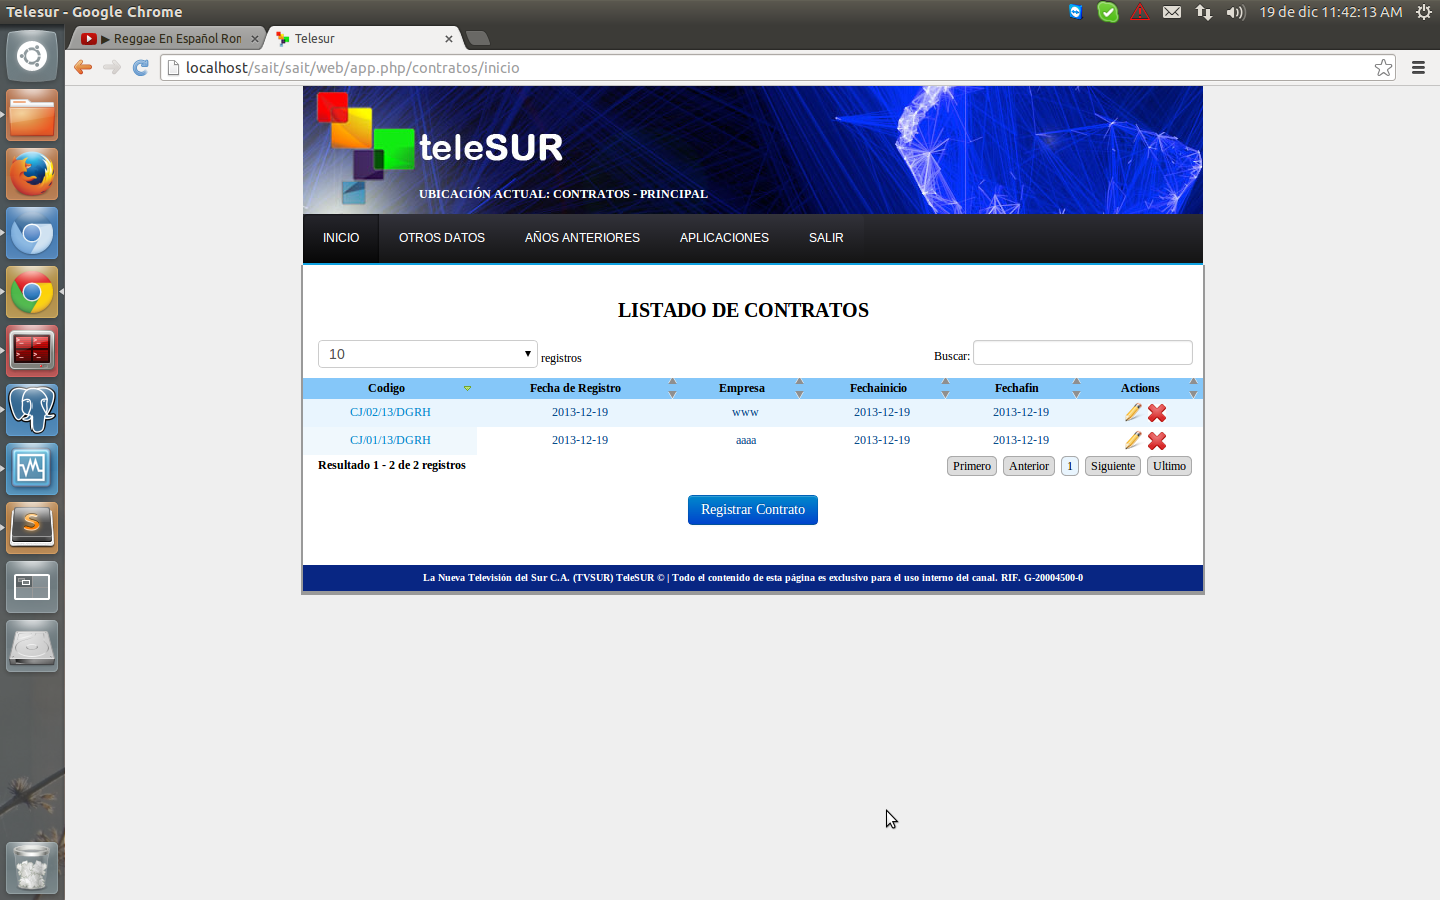 Telesur - Google Chrome
19 de dic 11:42:13 AM
▶ Reggae En Español Ron
Telesur
localhost/sait/sait/web/app.php/contratos/inicio
teleSUR
UBICACIÓN ACTUAL: CONTRATOS - PRINCIPAL
INICIO OTROS DATOS AÑOS ANTERIORES APLICACIONES SALIR
LISTADO DE CONTRATOS
10 registros Buscar:
Codigo Fecha de Registro Empresa Fechainicio Fechafin Actions
CJ/02/13/DGRH 2013-12-19 www 2013-12-19 2013-12-19
CJ/01/13/DGRH 2013-12-19 aaaa 2013-12-19 2013-12-19
Resultado 1 - 2 de 2 registros Primero Anterior 1 Siguiente Ultimo
Registrar Contrato
La Nueva Televisión del Sur C.A. (TVSUR) TeleSUR © | Todo el contenido de esta página es exclusivo para el uso interno del canal. RIF. G-20004500-0